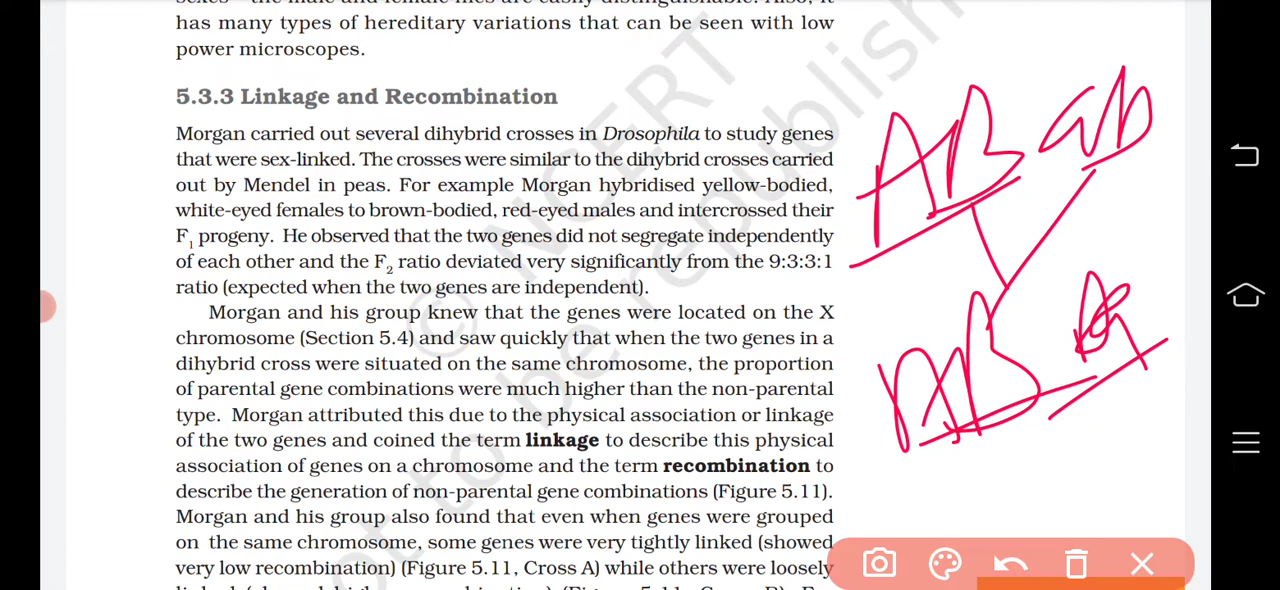 has many types of hereditary variations that can be seen with low
power microscopes.
5.3.3 Linkage and Recombination
Morgan carried out several dihybrid crosses in Drosophila to study genes
that were sex-linked. The crosses were similar to the dihybrid crosses carried
out by Mendel in peas. For example Morgan hybridised yellow-bodied,
white-eyed females to brown-bodied, red-eyed males and intercrossed their
F1 progeny. He observed that the two genes did not segregate independently
of each other and the F2 ratio deviated very significantly from the 9:3:3:1
ratio (expected when the two genes are independent).
Morgan and his group knew that the genes were located on the X
chromosome (Section 5.4) and saw quickly that when the two genes in a
dihybrid cross were situated on the same chromosome, the proportion
of parental gene combinations were much higher than the non-parental
type. Morgan attributed this due to the physical association or linkage
of the two genes and coined the term linkage to describe this physical
association of genes on a chromosome and the term recombination to
describe the generation of non-parental gene combinations (Figure 5.11).
Morgan and his group also found that even when genes were grouped
on the same chromosome, some genes were very tightly linked (showed
very low recombination) (Figure 5.11, Cross A) while others were loosely
© NCERT
not to be republish
AB ab